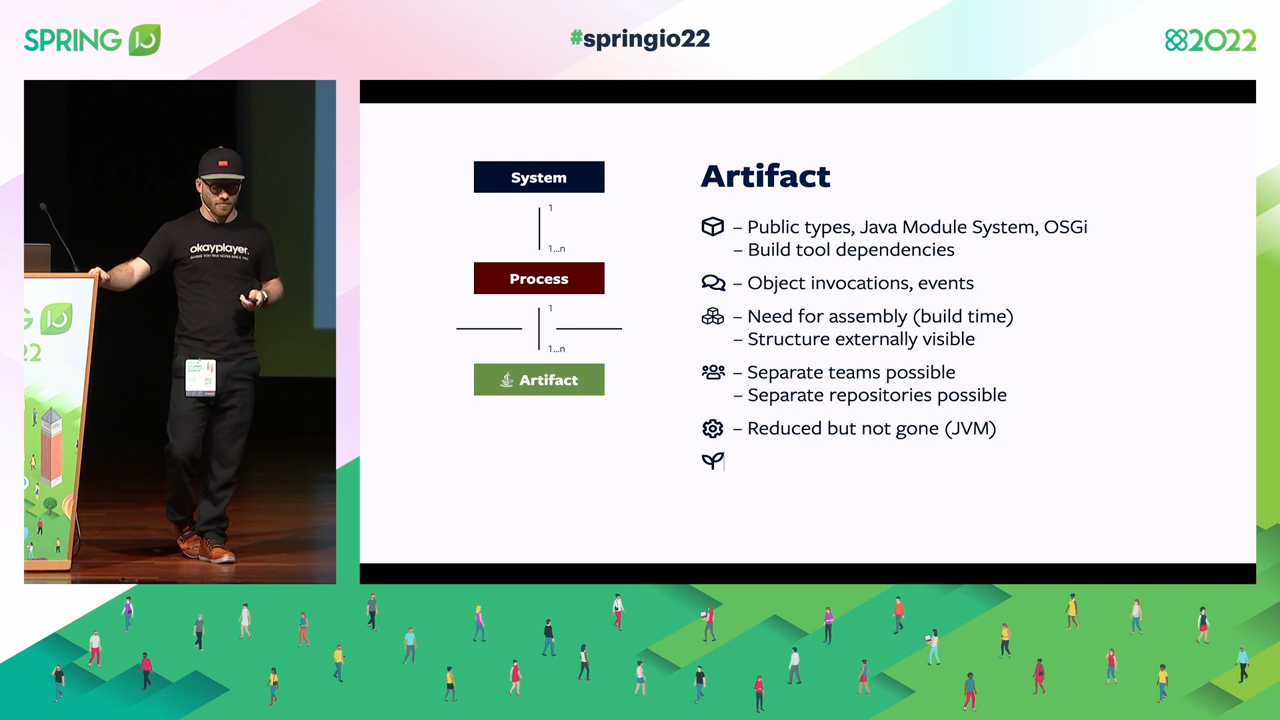 SPRING IO
#springio22
2022
okayplayer.
22
System
1
1...n
Process
1
1...n
Artifact
Artifact
– Public types, Java Module System, OSGi
– Build tool dependencies
– Object invocations, events
– Need for assembly (build time)
– Structure externally visible
– Separate teams possible
– Separate repositories possible
– Reduced but not gone (JVM)